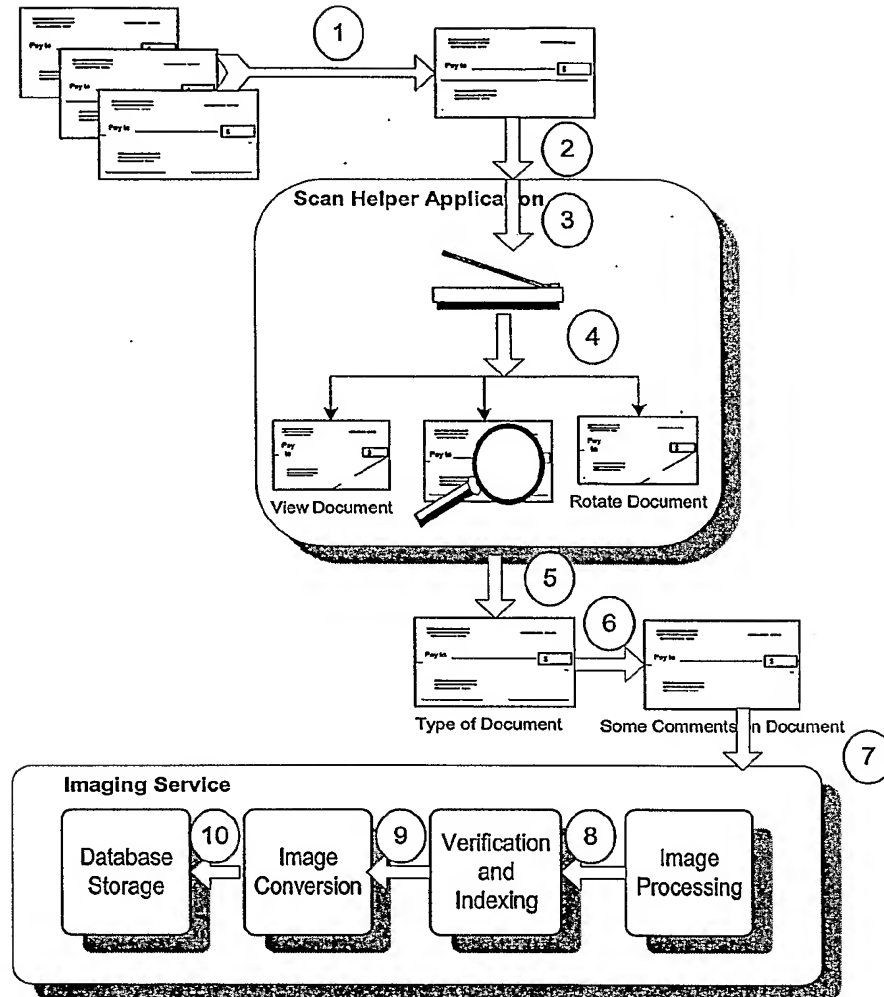 1
Pay to
Pay to
Pay to $
Pay to $
2
Scan Helper Application
3
4
Pay
to $
Pay to
Pay
to $
View Document
Rotate Document
5
6
Pay to $
Pay to $
Type of Document
Some Comments on Document
7
Imaging Service
10
9
8
Database
Storage
Image
Conversion
Verification
and
Indexing
Image
Processing